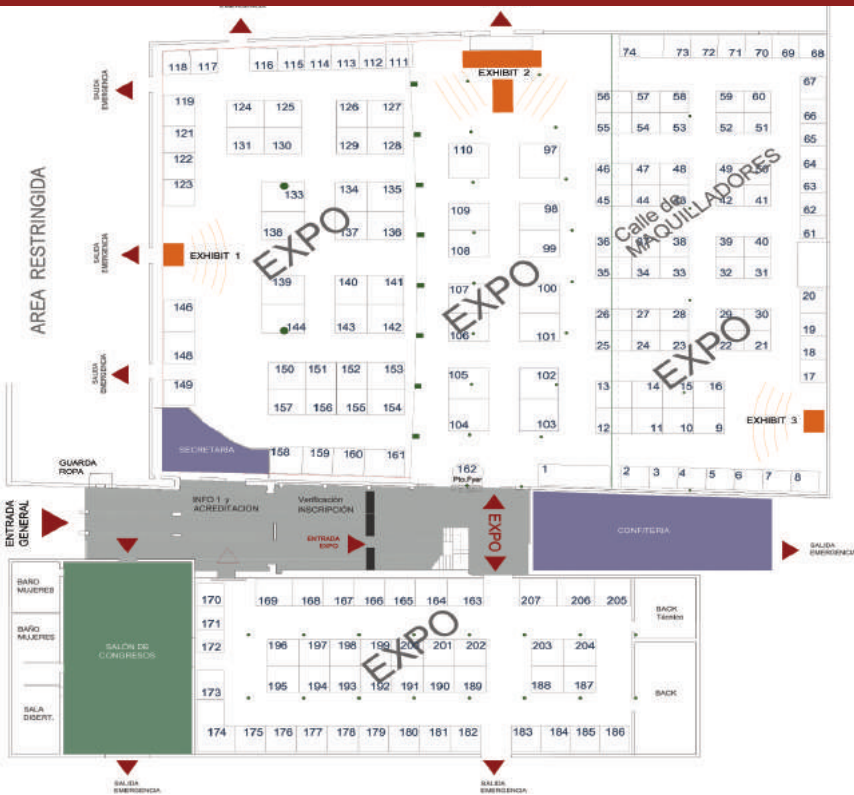 EMERGENCIA
118 117 116 115 114 113 112 111
74 73 72 71 70 69 68
EXHIBIT 2
SALIDA
EMERGENCIA
67
119
124 125 126 127
56 57 58 59 60
66
121
131 130 129 128
55 54 53 52 51
65
122
110 97
64
123
46 47 48 49 50
63
133 134 135
45 44 43 42 41
62
109 98
138 137 136
61
Calle de
MAQUILLADORES
AREA RESTRINGIDA
EXPO
SALIDA
EMERGENCIA
EXHIBIT 1
108 99
36 37 38 39 40
35 34 33 32 31
139 140 141
107 100
EXPO
20
146
144 143 142
106 101
26 27 28 29 30
19
25 24 23 22 21
18
EXPO
148
SALIDA
EMERGENCIA
150 151 152 153
105 102
17
149
13 14 15 16
157 156 155 154
104 103
12 11 10 9
EXHIBIT 3
SECRETARIA
158 159 160 161
162
Pto.Fyer
1 2 3 4 5 6 7 8
GUARDA
ROPA
ENTRADA
GENERAL
INFO 1 y
ACREDITACION
Verificación
INSCRIPCIÓN
ENTRADA
EXPO
EXPO
CONFITERIA
SALIDA
EMERGENCIA
BAÑO
MUJERES
170 169 168 167 166 165 164 163 207 206 205
BACK
Técnico
171
BAÑO
MUJERES
172
SALÓN DE
CONGRESOS
196 197 198 199 200 201 202 203 204
EXPO
195 194 193 192 191 190 189 188 187
173
BACK
SALA
DISERT.
174 175 176 177 178 179 180 181 182 183 184 185 186
SALIDA
EMERGENCIA
SALIDA
EMERGENCIA